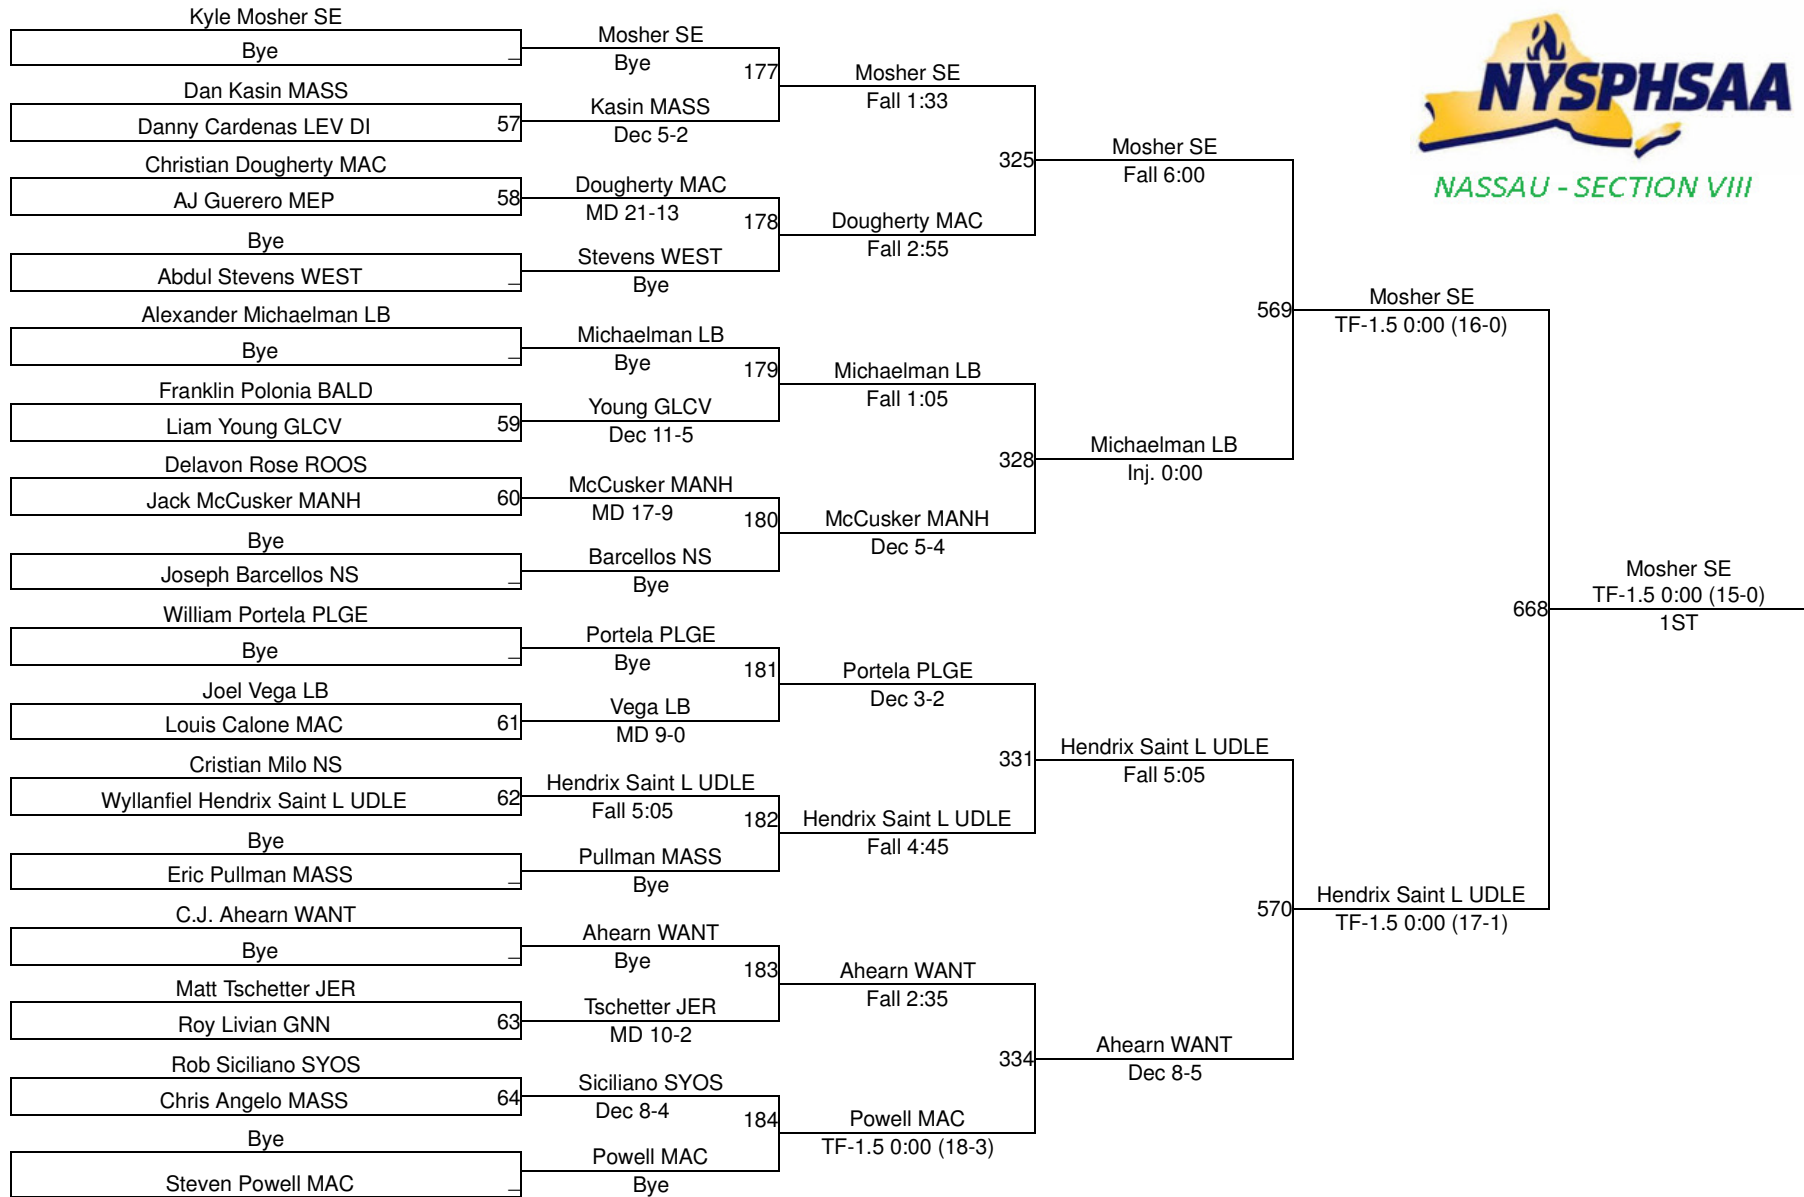 Kyle Mosher SE
Bye
_
Dan Kasin MASS
Danny Cardenas LEV DI
57
Christian Dougherty MAC
AJ Guerero MEP
58
Bye
Abdul Stevens WEST
_
Alexander Michaelman LB
Bye
_
Franklin Polonia BALD
Liam Young GLCV
59
Delavon Rose ROOS
Jack McCusker MANH
60
Bye
Joseph Barcellos NS
_
William Portela PLGE
Bye
_
Joel Vega LB
Louis Calone MAC
61
Cristian Milo NS
Wyllanfiel Hendrix Saint L UDLE
62
Bye
Eric Pullman MASS
_
C.J. Ahearn WANT
Bye
_
Matt Tschetter JER
Roy Livian GNN
63
Rob Siciliano SYOS
Chris Angelo MASS
64
Bye
Steven Powell MAC
_
Mosher SE
Bye
177
Kasin MASS
Dec 5-2
Dougherty MAC
MD 21-13
178
Stevens WEST
Bye
Michaelman LB
Bye
179
Young GLCV
Dec 11-5
McCusker MANH
MD 17-9
180
Barcellos NS
Bye
Portela PLGE
Bye
181
Vega LB
MD 9-0
Hendrix Saint L UDLE
Fall 5:05
182
Pullman MASS
Bye
Ahearn WANT
Bye
183
Tschetter JER
MD 10-2
Siciliano SYOS
Dec 8-4
184
Powell MAC
Bye
Mosher SE
Fall 1:33
325
Dougherty MAC
Fall 2:55
Michaelman LB
Fall 1:05
328
McCusker MANH
Dec 5-4
Portela PLGE
Dec 3-2
331
Hendrix Saint L UDLE
Fall 4:45
Ahearn WANT
Fall 2:35
334
Powell MAC
TF-1.5 0:00 (18-3)
Mosher SE
Fall 6:00
569
Michaelman LB
Inj. 0:00
Hendrix Saint L UDLE
Fall 5:05
570
Ahearn WANT
Dec 8-5
Mosher SE
TF-1.5 0:00 (16-0)
668
Hendrix Saint L UDLE
TF-1.5 0:00 (17-1)
Mosher SE
TF-1.5 0:00 (15-0)
1ST
NYSPHSAA
NASSAU - SECTION VIII